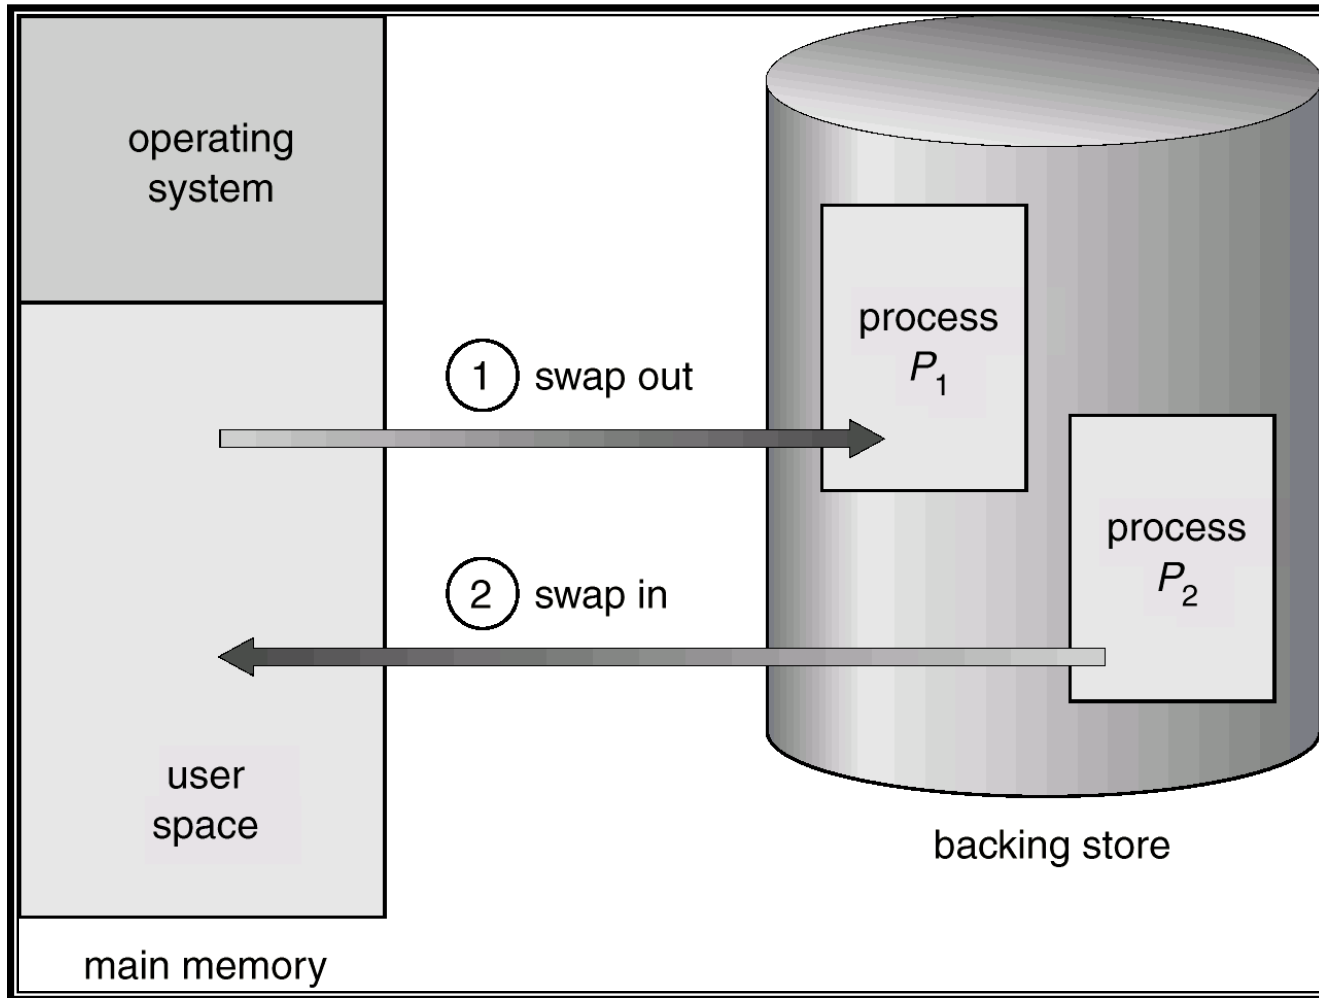 operating
system
1 swap out
process
P1
process
P2
2 swap in
user
space
backing store
main memory